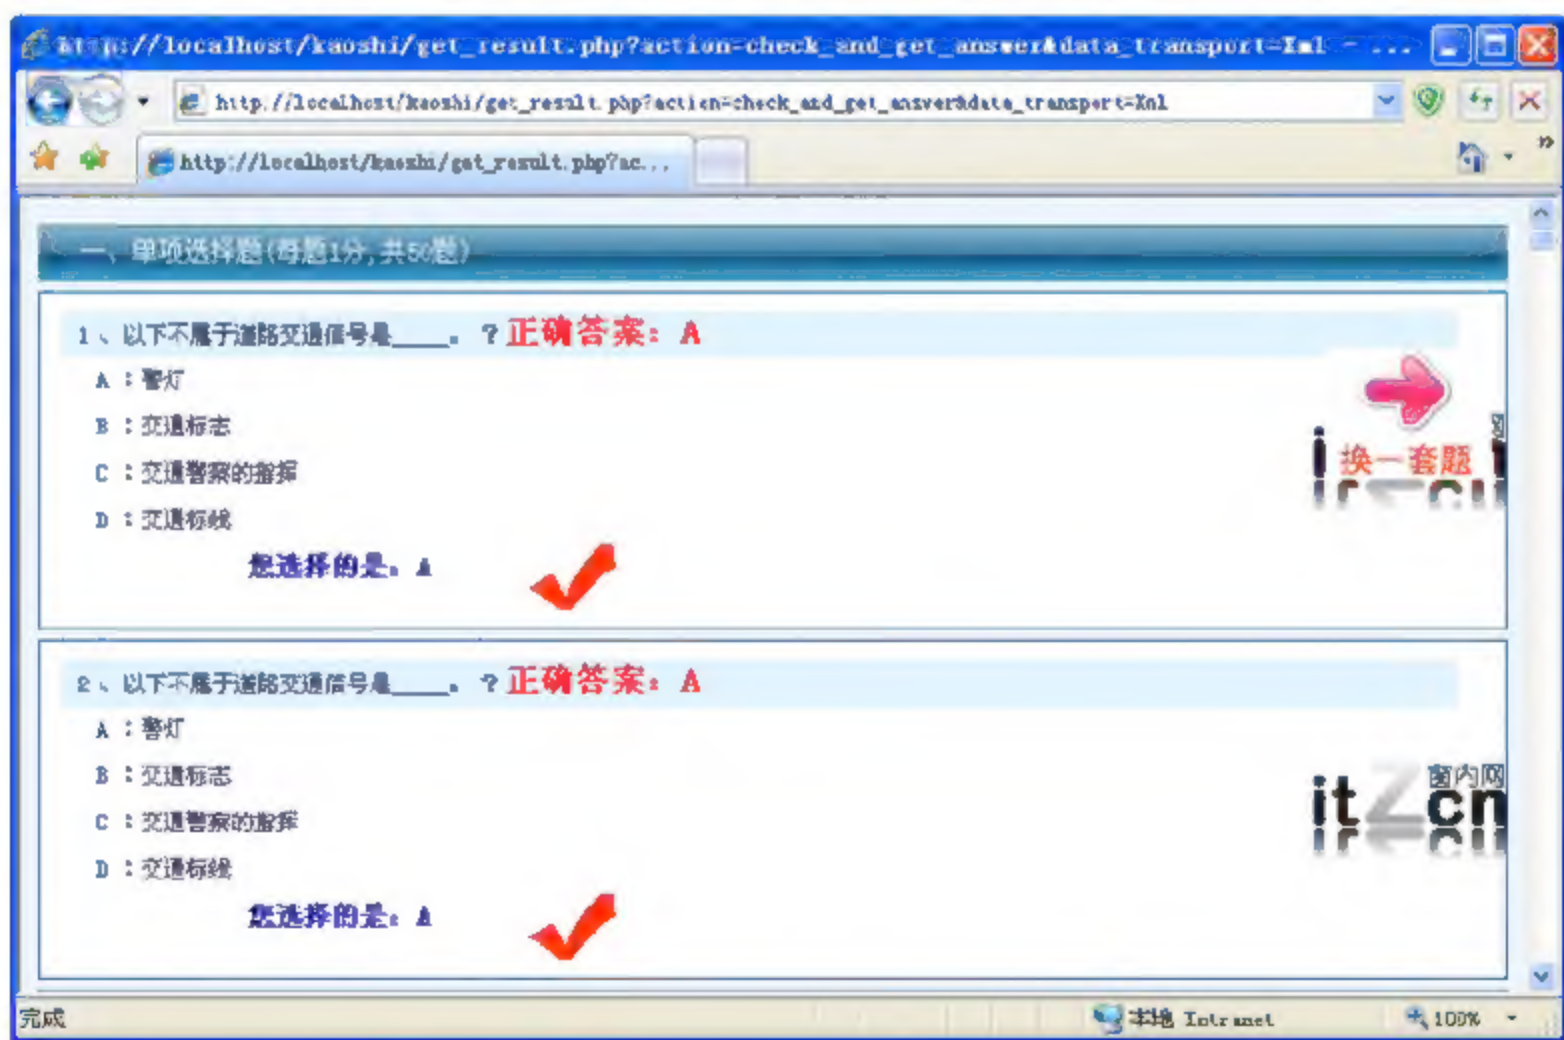 http://localhost/kaoshi/get_result.php?action=check_and_get_answer&data_transport=Xml - ...
http://localhost/kaoshi/get_result.php?action=check_and_get_answer&data_transport=Xml
http://localhost/kaoshi/get_result.php?ac...
一、单项选择题(每题1分,共50题)
1、以下不属于道路交通信号是____。?正确答案：A
A：警灯
B：交通标志
C：交通警察的指挥
D：交通标线
换一套题
您选择的是：A
2、以下不属于道路交通信号是____。?正确答案：A
A：警灯
B：交通标志
窗内网
itZcn
C：交通警察的指挥
D：交通标线
您选择的是：A
完成
本地 Intranet
100%